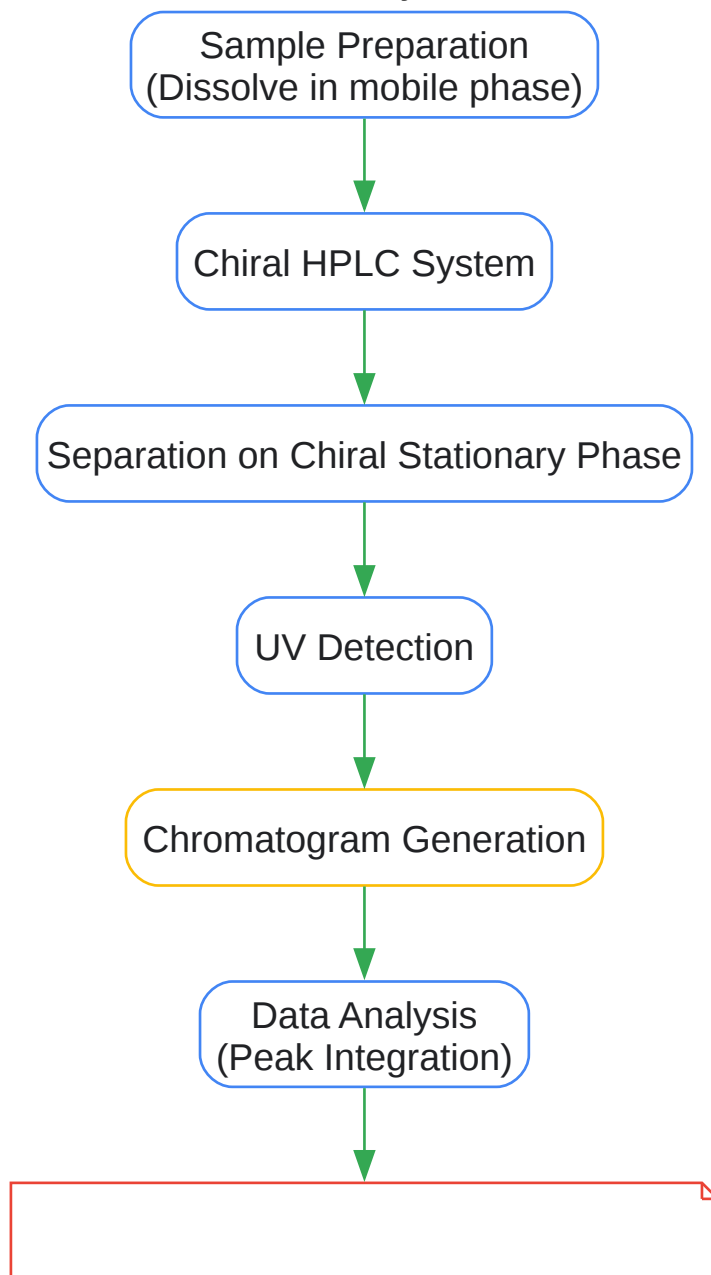 Sample Preparation
(Dissolve in mobile phase)
Chiral HPLC System
Separation on Chiral Stationary Phase
UV Detection
Chromatogram Generation
Data Analysis
(Peak Integration)